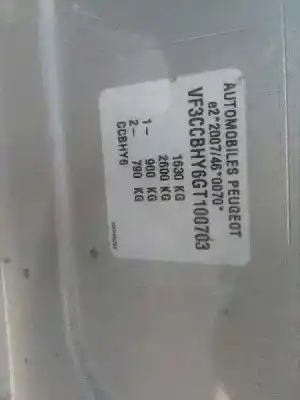 AUTOMOBILES PEUGEOT
e2*2007/46*0070*
VF3CCBHY6GT100703
1630 KG
2600 KG
1- 900 KG
2- 790 KG
CCBHY6